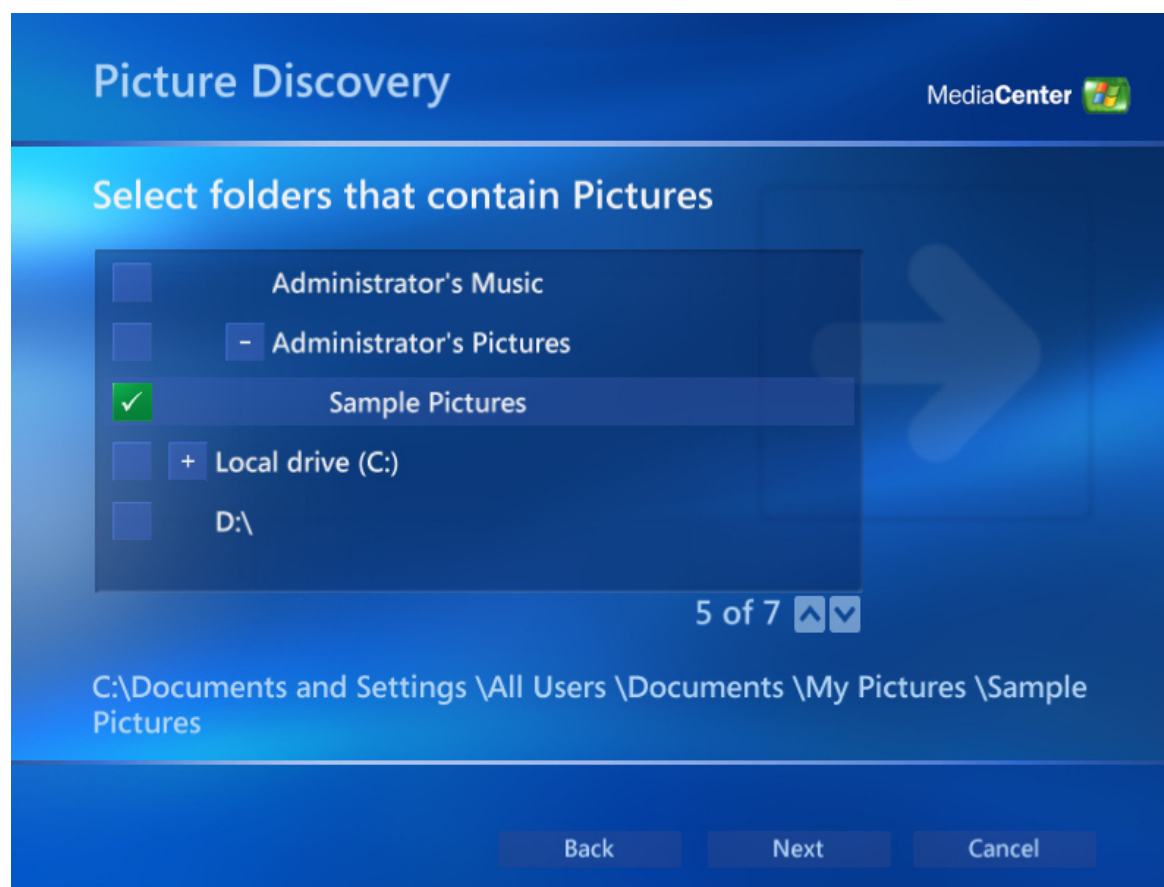 Picture Discovery
MediaCenter
Select folders that contain Pictures
Administrator's Music
- Administrator's Pictures
✓ Sample Pictures
+ Local drive (C:)
D:\
5 of 7
C:\Documents and Settings \All Users \Documents \My Pictures \Sample
Pictures
Back Next Cancel